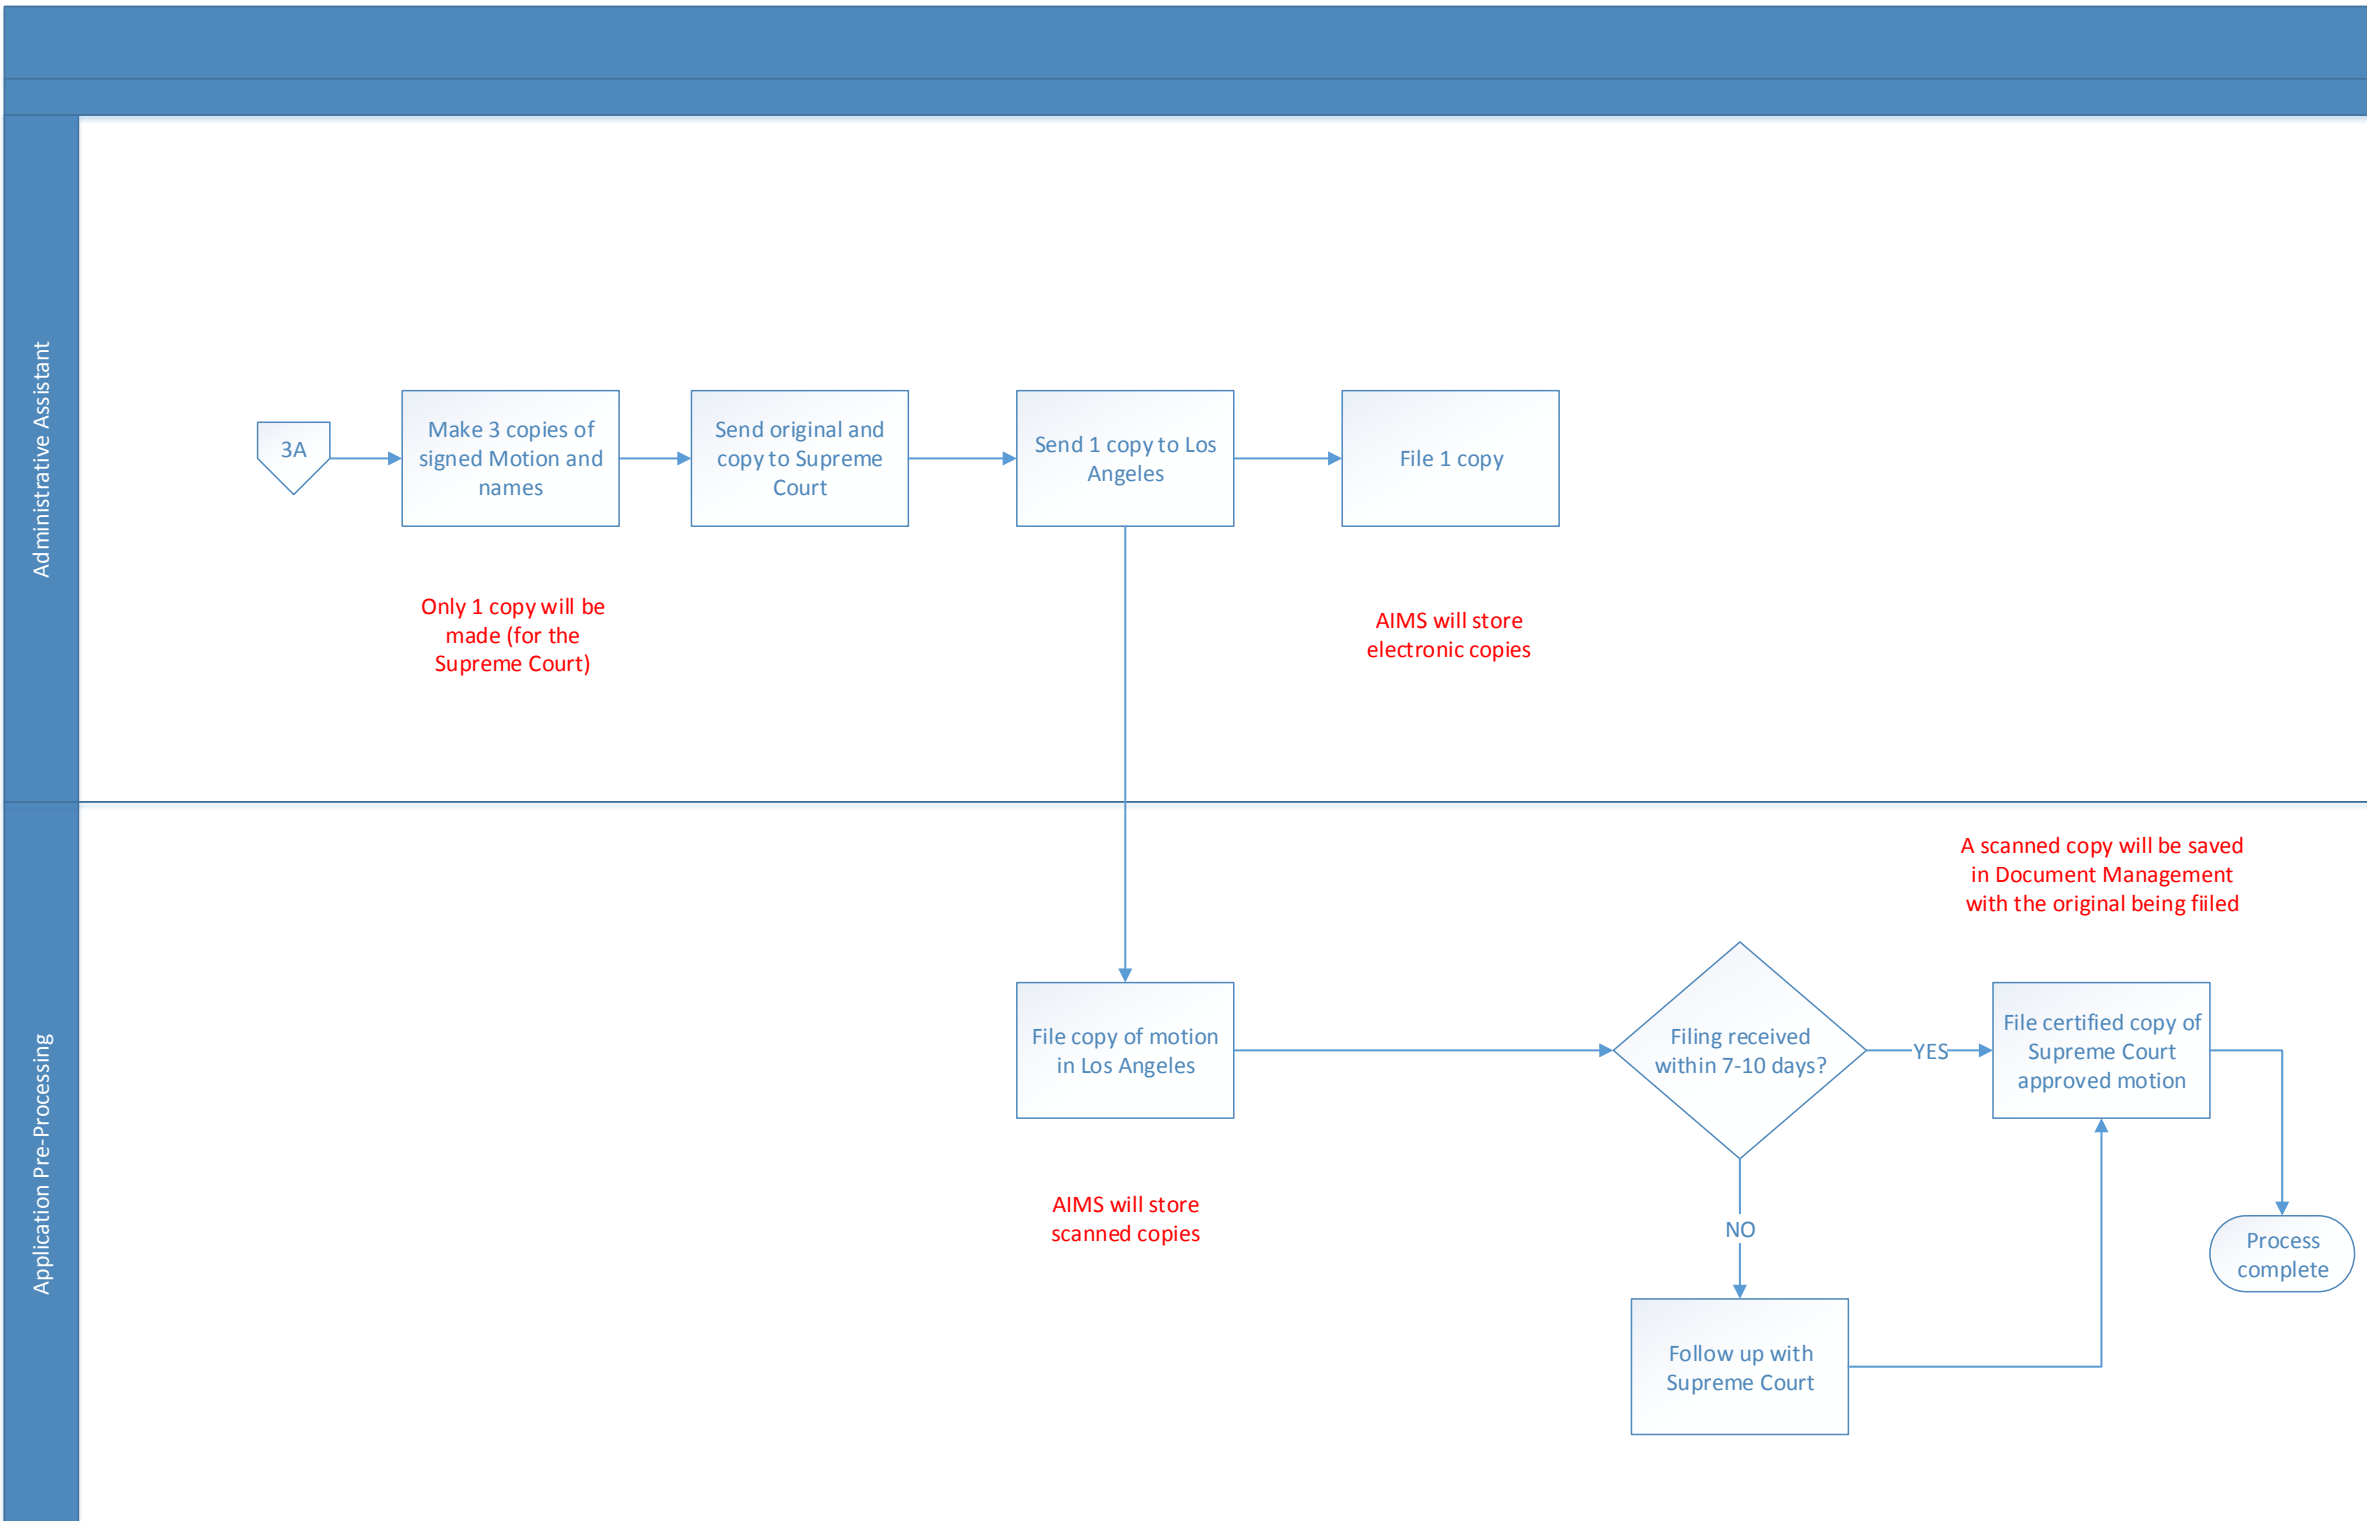 Administrative Assistant
3A
Make 3 copies of
signed Motion and
names
Send original and
copy to Supreme
Court
Send 1 copy to Los
Angeles
File 1 copy
Only 1 copy will be
made (for the
Supreme Court)
AIMS will store
electronic copies
Application Pre-Processing
A scanned copy will be saved
in Document Management
with the original being fiiled
File copy of motion
in Los Angeles
Filing received
within 7-10 days?
YES
File certified copy of
Supreme Court
approved motion
AIMS will store
scanned copies
NO
Process
complete
Follow up with
Supreme Court